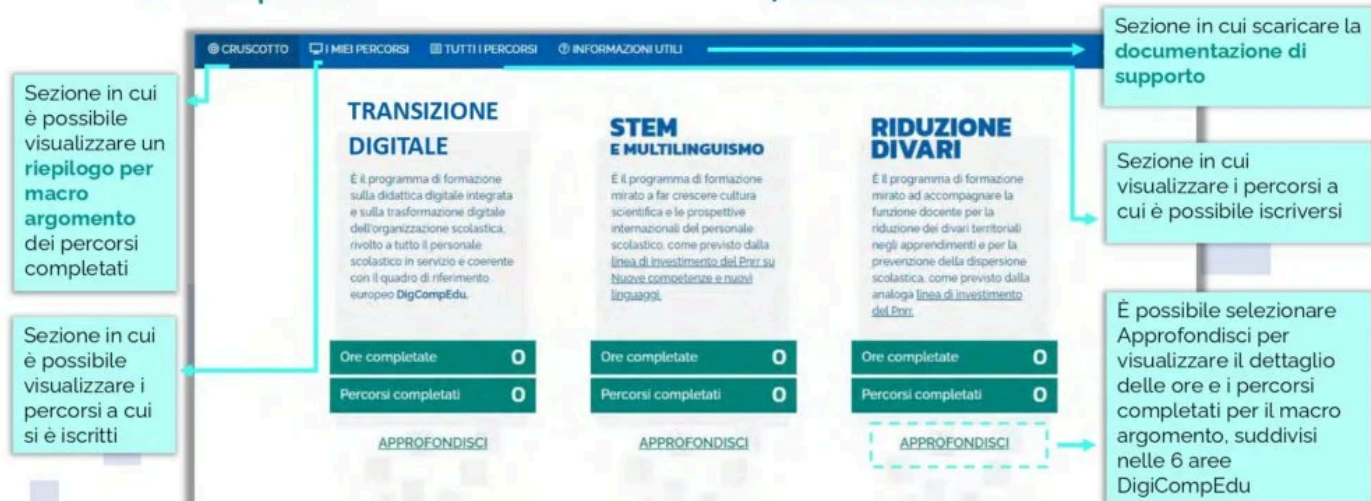 CRUSCOTTO
I MIEI PERCORSI
TUTTI I PERCORSI
INFORMAZIONI UTILI
Sezione in cui scaricare la
documentazione di
supporto
Sezione in cui
è possibile
visualizzare un
riepilogo per
macro
argomento
dei percorsi
completati
Sezione in cui
è possibile
visualizzare i
percorsi a cui
si è iscritti
TRANSIZIONE
DIGITALE
È il programma di formazione
sulla didattica digitale integrata
e sulla trasformazione digitale
dell'organizzazione scolastica,
rivolto a tutto il personale
scolastico in servizio e coerente
con il quadro di riferimento
europeo DigCompEdu.
Ore completate 0
Percorsi completati 0
APPROFONDISCI
STEM
E MULTILINGUISMO
È il programma di formazione
mirato a far crescere cultura
scientifica e le prospettive
internazionali del personale
scolastico, come previsto dalla
linea di investimento del Pnrr su
Nuove competenze e nuovi
linguaggi.
Ore completate 0
Percorsi completati 0
APPROFONDISCI
RIDUZIONE
DIVARI
È il programma di formazione
mirato ad accompagnare la
funzione docente per la
riduzione dei divari territoriali
negli apprendimenti e per la
prevenzione della dispersione
scolastica, come previsto dalla
analoga linea di investimento
del Pnrr.
Ore completate 0
Percorsi completati 0
APPROFONDISCI
Sezione in cui
visualizzare i percorsi a
cui è possibile iscriversi
È possibile selezionare
Approfondisci per
visualizzare il dettaglio
delle ore e i percorsi
completati per il macro
argomento, suddivisi
nelle 6 aree
DigiCompEdu